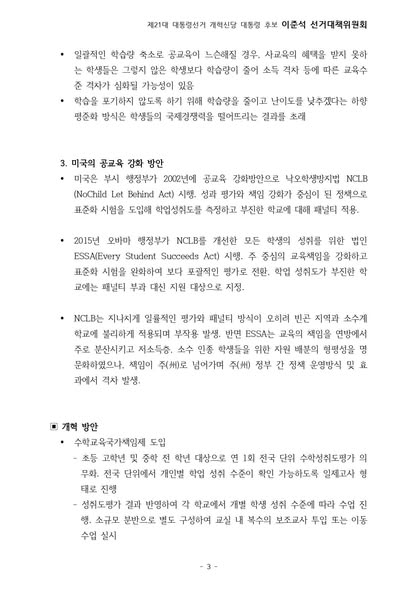 제21대 대통령선거 개혁신당 대통령 후보 이준석 선거대책위원회
• 일괄적인 학습량 축소로 공교육이 느슨해질 경우, 사교육의 혜택을 받지 못하
는 학생들은 그렇지 않은 학생보다 학습량이 줄어 소득 격차 등에 따른 교육수
준 격차가 심화될 가능성이 있음
• 학습을 포기하지 않도록 하기 위해 학습량을 줄이고 난이도를 낮추겠다는 하향
평준화 방식은 학생들의 국제경쟁력을 떨어뜨리는 결과를 초래
3. 미국의 공교육 강화 방안
• 미국은 부시 행정부가 2002년에 공교육 강화방안으로 낙오학생방지법 NCLB
(NoChild Let Behind Act) 시행. 성과 평가와 책임 강화가 중심이 된 정책으로
표준화 시험을 도입해 학업성취도를 측정하고 부진한 학교에 대해 패널티 적용.
• 2015년 오바마 행정부가 NCLB를 개선한 모든 학생의 성취를 위한 법인
ESSA(Every Student Succeeds Act) 시행. 주 중심의 교육책임을 강화하고
표준화 시험을 완화하여 보다 포괄적인 평가로 전환. 학업 성취도가 부진한 학
교에는 패널티 부과 대신 지원 대상으로 지정.
• NCLB는 지나치게 일률적인 평가와 패널티 방식이 오히려 빈곤 지역과 소수계
학교에 불리하게 적용되며 부작용 발생. 반면 ESSA는 교육의 책임을 연방에서
주로 분산시키고 저소득층, 소수 인종 학생들을 위한 자원 배분의 형평성을 명
문화하였으나, 책임이 주(州)로 넘어가며 주(州) 정부 간 정책 운영방식 및 효
과에서 격차 발생.
▣ 개혁 방안
• 수학교육국가책임제 도입
- 초등 고학년 및 중학 전 학년 대상으로 연 1회 전국 단위 수학성취도평가 의
무화. 전국 단위에서 개인별 학업 성취 수준이 확인 가능하도록 일제고사 형
태로 진행
- 성취도평가 결과 반영하여 각 학교에서 개별 학생 성취 수준에 따라 수업 진
행. 소규모 분반으로 별도 구성하여 교실 내 복수의 보조교사 투입 또는 이동
수업 실시
- 3 -